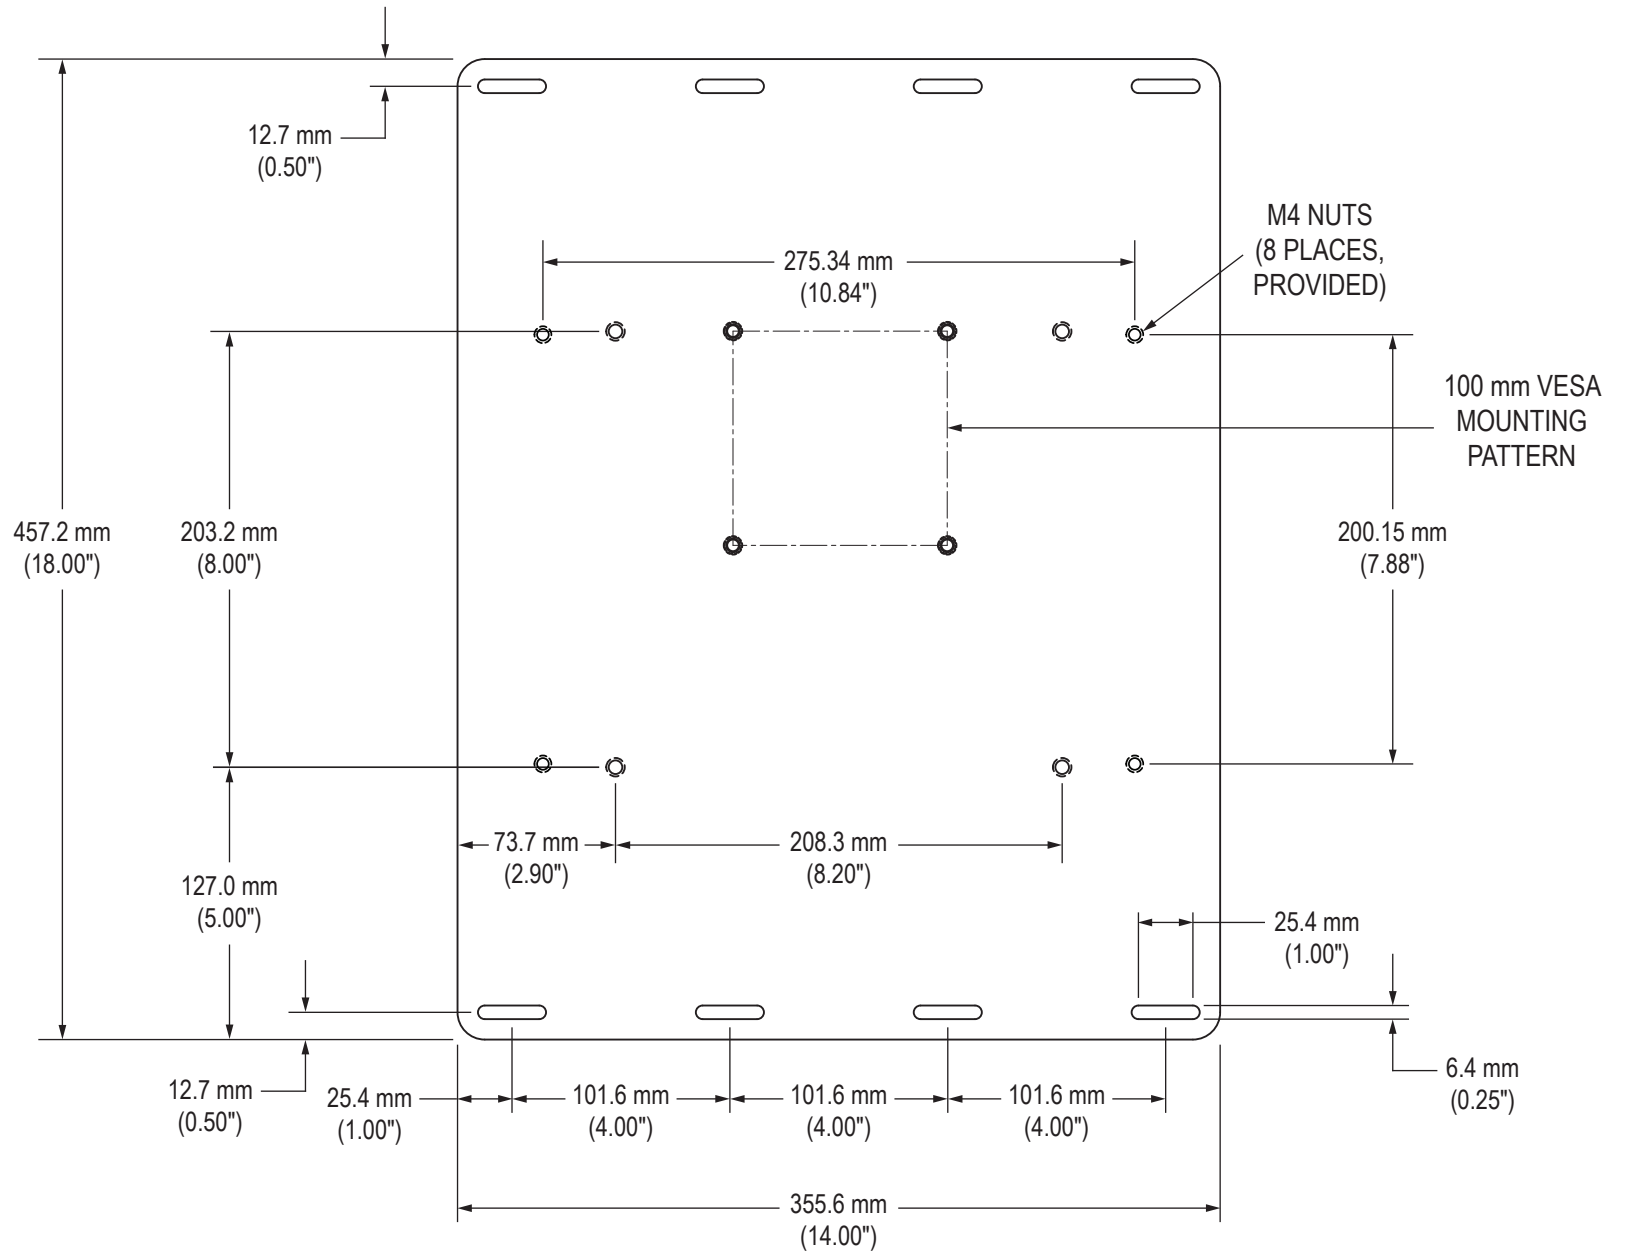 12.7 mm
(0.50")
M4 NUTS
(8 PLACES,
PROVIDED)
275.34 mm
(10.84")
100 mm VESA
MOUNTING
PATTERN
457.2 mm
(18.00")
203.2 mm
(8.00")
200.15 mm
(7.88")
73.7 mm
(2.90")
208.3 mm
(8.20")
127.0 mm
(5.00")
25.4 mm
(1.00")
6.4 mm
(0.25")
12.7 mm
(0.50")
25.4 mm
(1.00")
101.6 mm
(4.00")
101.6 mm
(4.00")
101.6 mm
(4.00")
355.6 mm
(14.00")